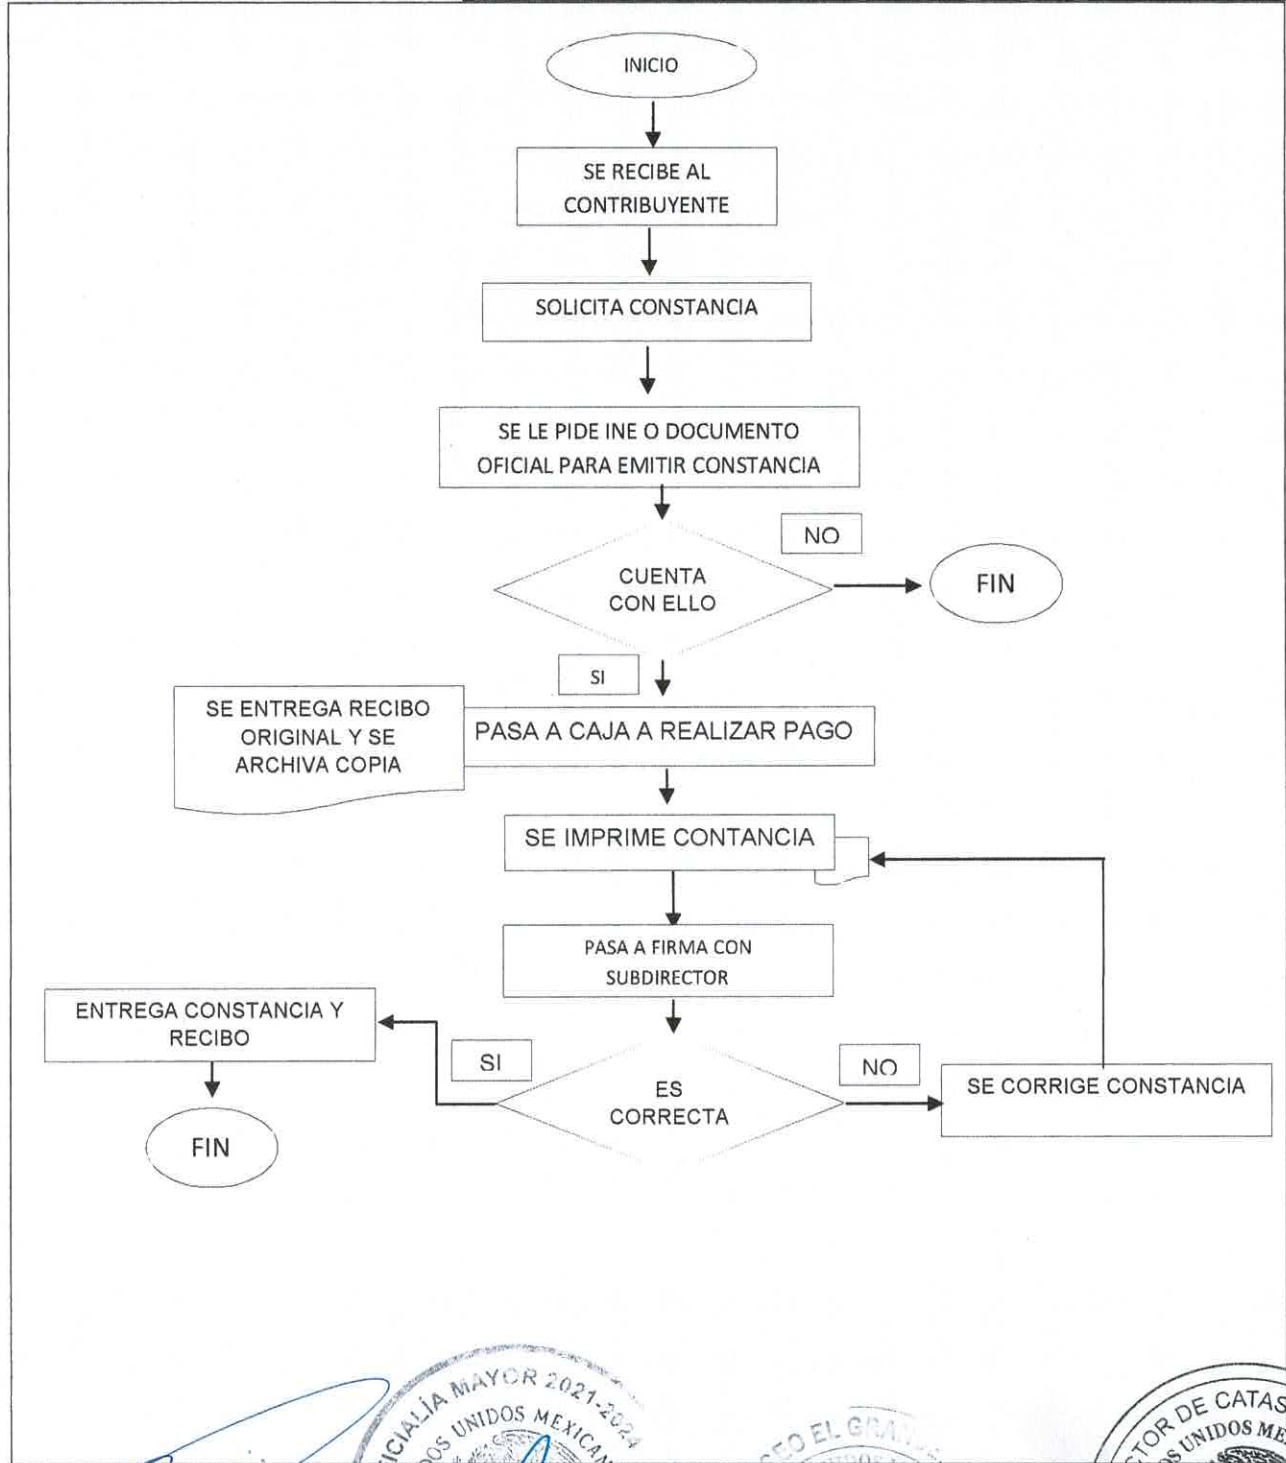 INICIO
SE RECIBE AL
CONTRIBUYENTE
SOLICITA CONSTANCIA
SE LE PIDE INE O DOCUMENTO
OFICIAL PARA EMITIR CONSTANCIA
NO
CUENTA
CON ELLO
FIN
SI
SE ENTREGA RECIBO
ORIGINAL Y SE
ARCHIVA COPIA
PASA A CAJA A REALIZAR PAGO
SE IMPRIME CONTANCIA
PASA A FIRMA CON
SUBDIRECTOR
ENTREGA CONSTANCIA Y
RECIBO
SI
ES
CORRECTA
NO
SE CORRIGE CONSTANCIA
FIN
MAYOR 2021-2024
UNIDOS
EL
DE
UNIDOS